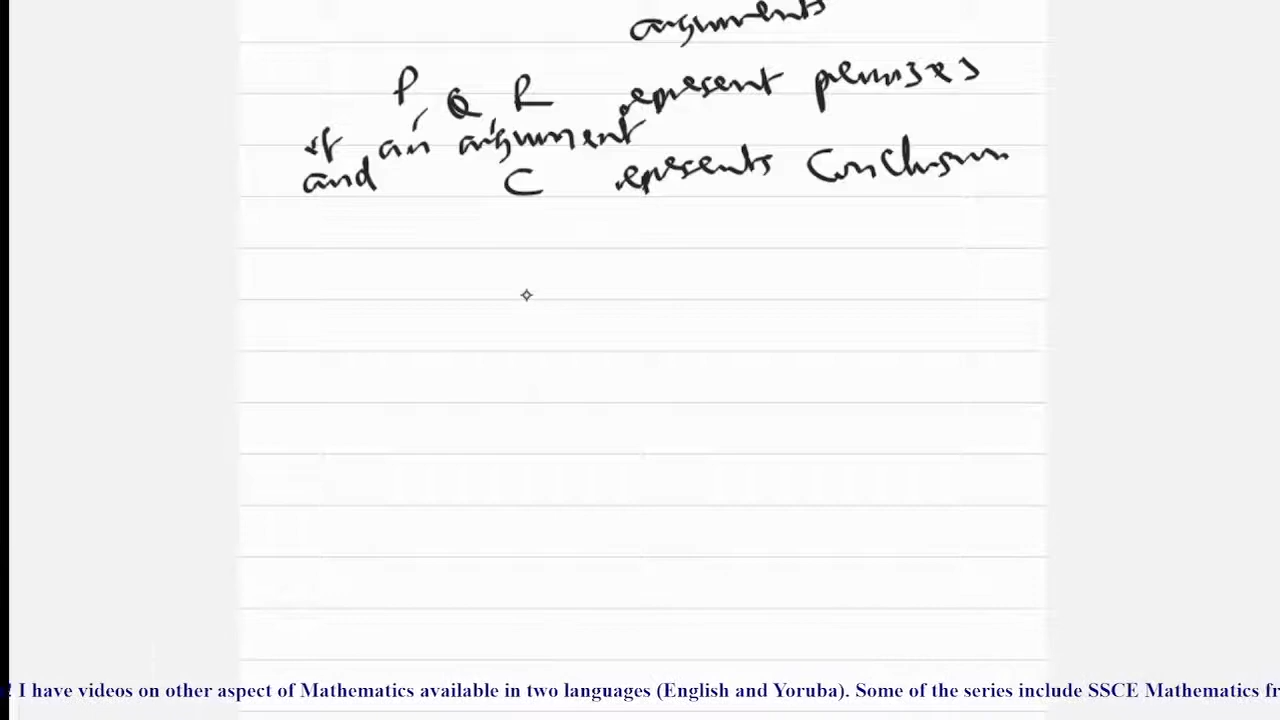 arguments
P, Q, R represent premises
of an argument
and C represents Conclusion
! I have videos on other aspect of Mathematics available in two languages (English and Yoruba). Some of the series include SSCE Mathematics fr